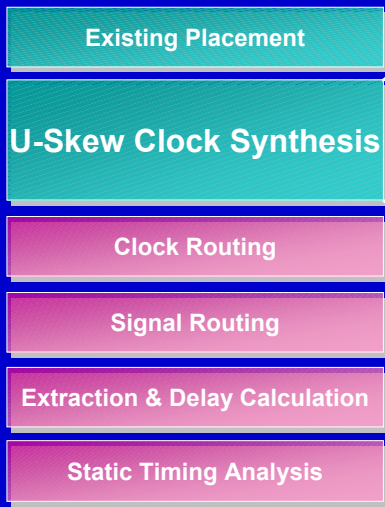 Existing Placement
U-Skew Clock Synthesis
Clock Routing
Signal Routing
Extraction & Delay Calculation
Static Timing Analysis